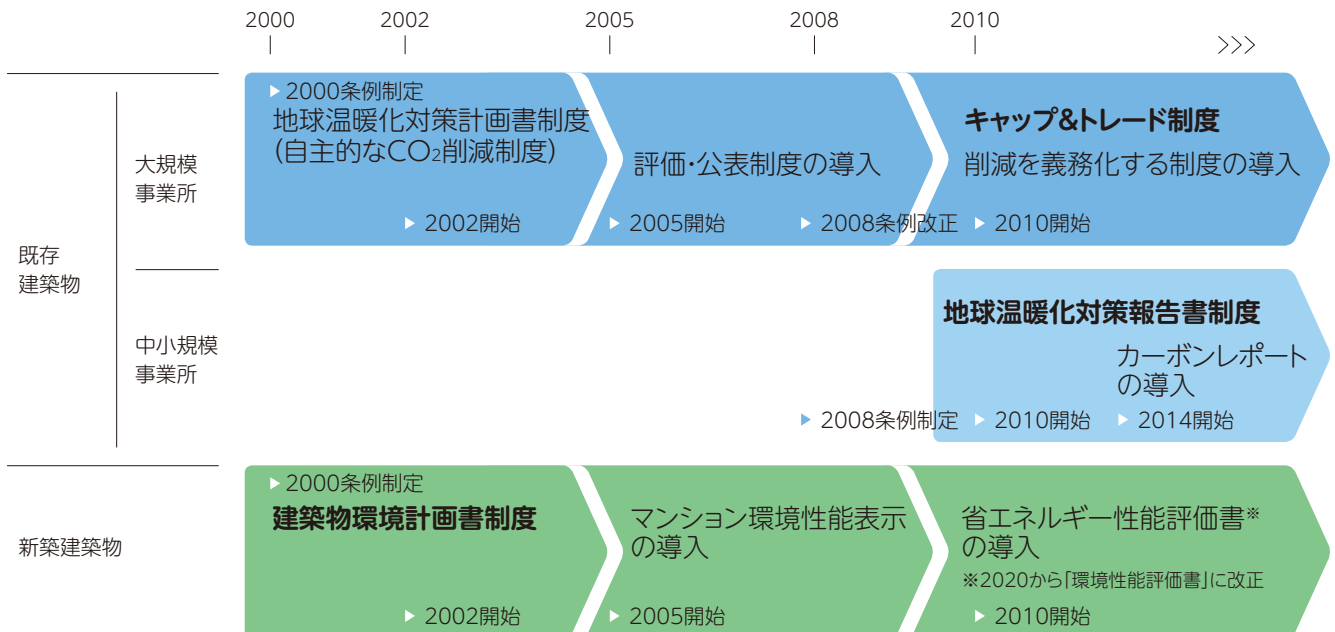 2000
2002
2005
2008
2010
>>>
既存
建築物
大規模
事業所
▶2000条例制定
地球温暖化対策計画書制度
(自主的なCO₂削減制度)
▶ 2002開始
評価・公表制度の導入
▶ 2005開始
▶ 2008条例改正
キャップ&トレード制度
削減を義務化する制度の導入
▶ 2010開始
中小規模
事業所
▶ 2008条例制定
地球温暖化対策報告書制度
▶ 2010開始
カーボンレポート
の導入
▶ 2014開始
新築建築物
▶2000条例制定
建築物環境計画書制度
▶ 2002開始
マンション環境性能表示
の導入
▶ 2005開始
省エネルギー性能評価書※
の導入
※2020から「環境性能評価書」に改正
▶ 2010開始